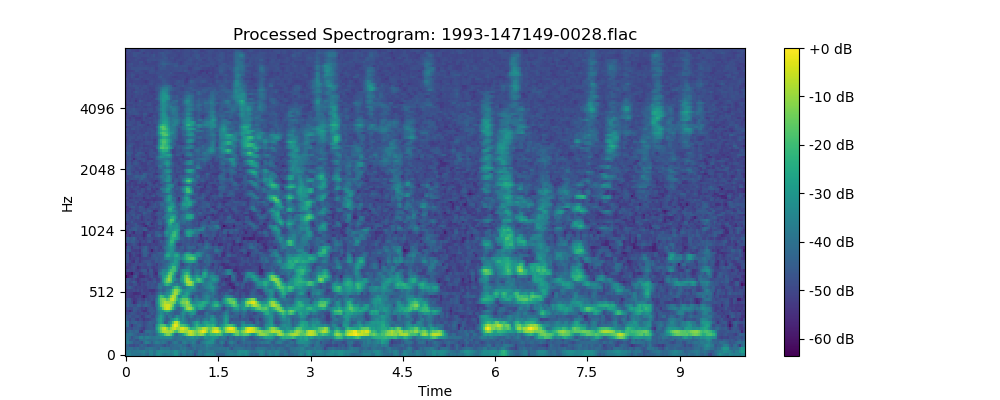 Processed Spectrogram: 1993-147149-0028.flac
Hz
4096
2048
1024
512
0
0 1.5 3 4.5 6 7.5 9
Time
+0 dB
-10 dB
-20 dB
-30 dB
-40 dB
-50 dB
-60 dB